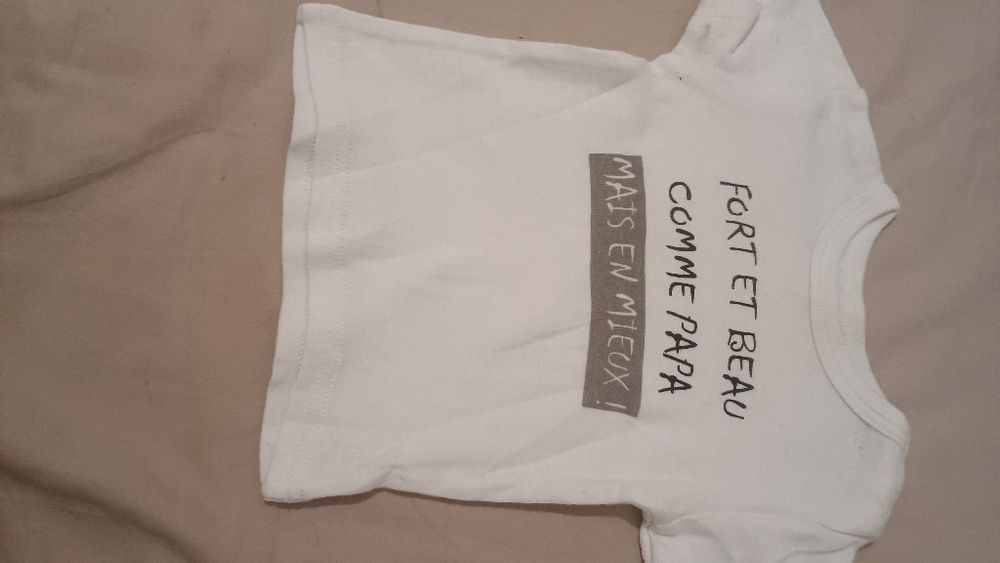 FORT ET BEAU
COMME PAPA
MAIS EN MIEUX !